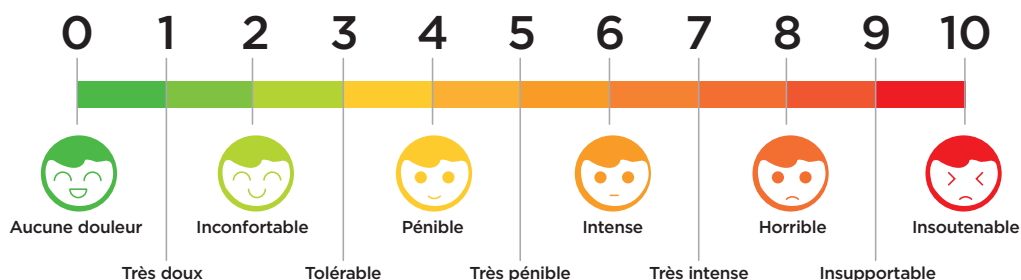 0 1 2 3 4 5 6 7 8 9 10
Aucune douleur Inconfortable Pénible Intense Horrible Insoutenable
Très doux Tolérable Très pénible Très intense Insupportable